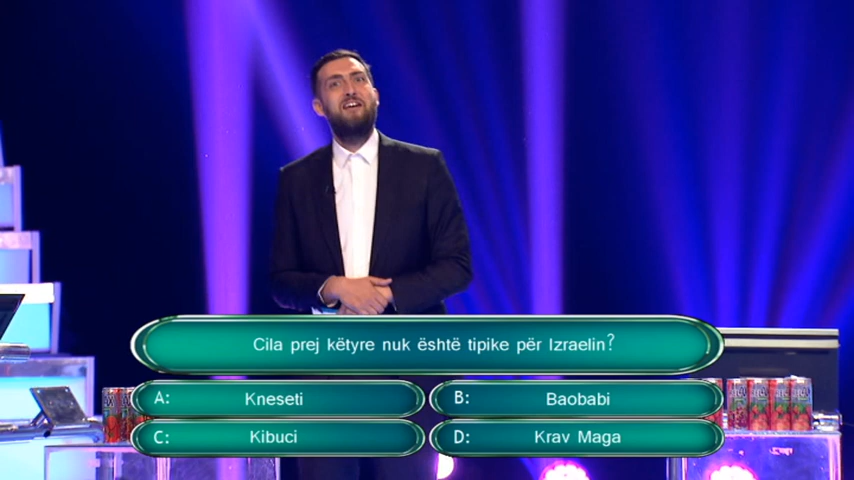 Cila prej këtyre nuk është tipike për Izraelin?
A: Kneseti
B: Baobabi
C: Kibuci
D: Krav Maga